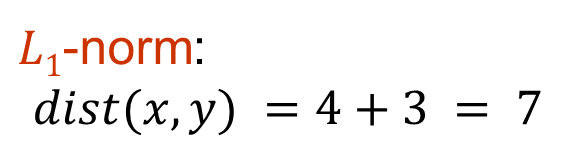 L₁-norm:
dist(x, y) = 4 + 3 = 7